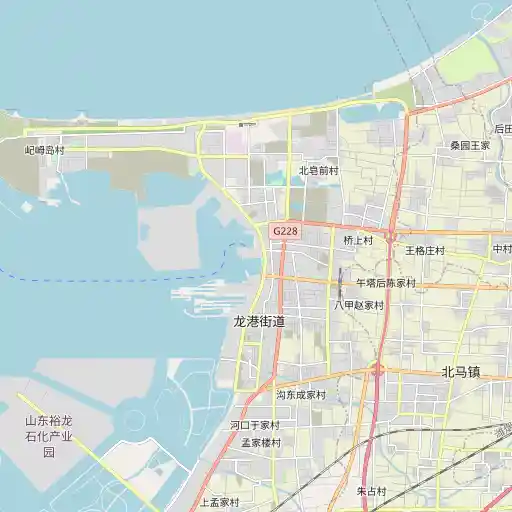 后田
桑园王家
屺㟂岛村
北皂前村
G228
桥上村
王格庄村
中村
午塔后陈家村
八甲赵家村
龙港街道
北马镇
沟东成家村
山东裕龙
石化产业
园
河口于家村
孟家楼村
朱占村
上孟家村